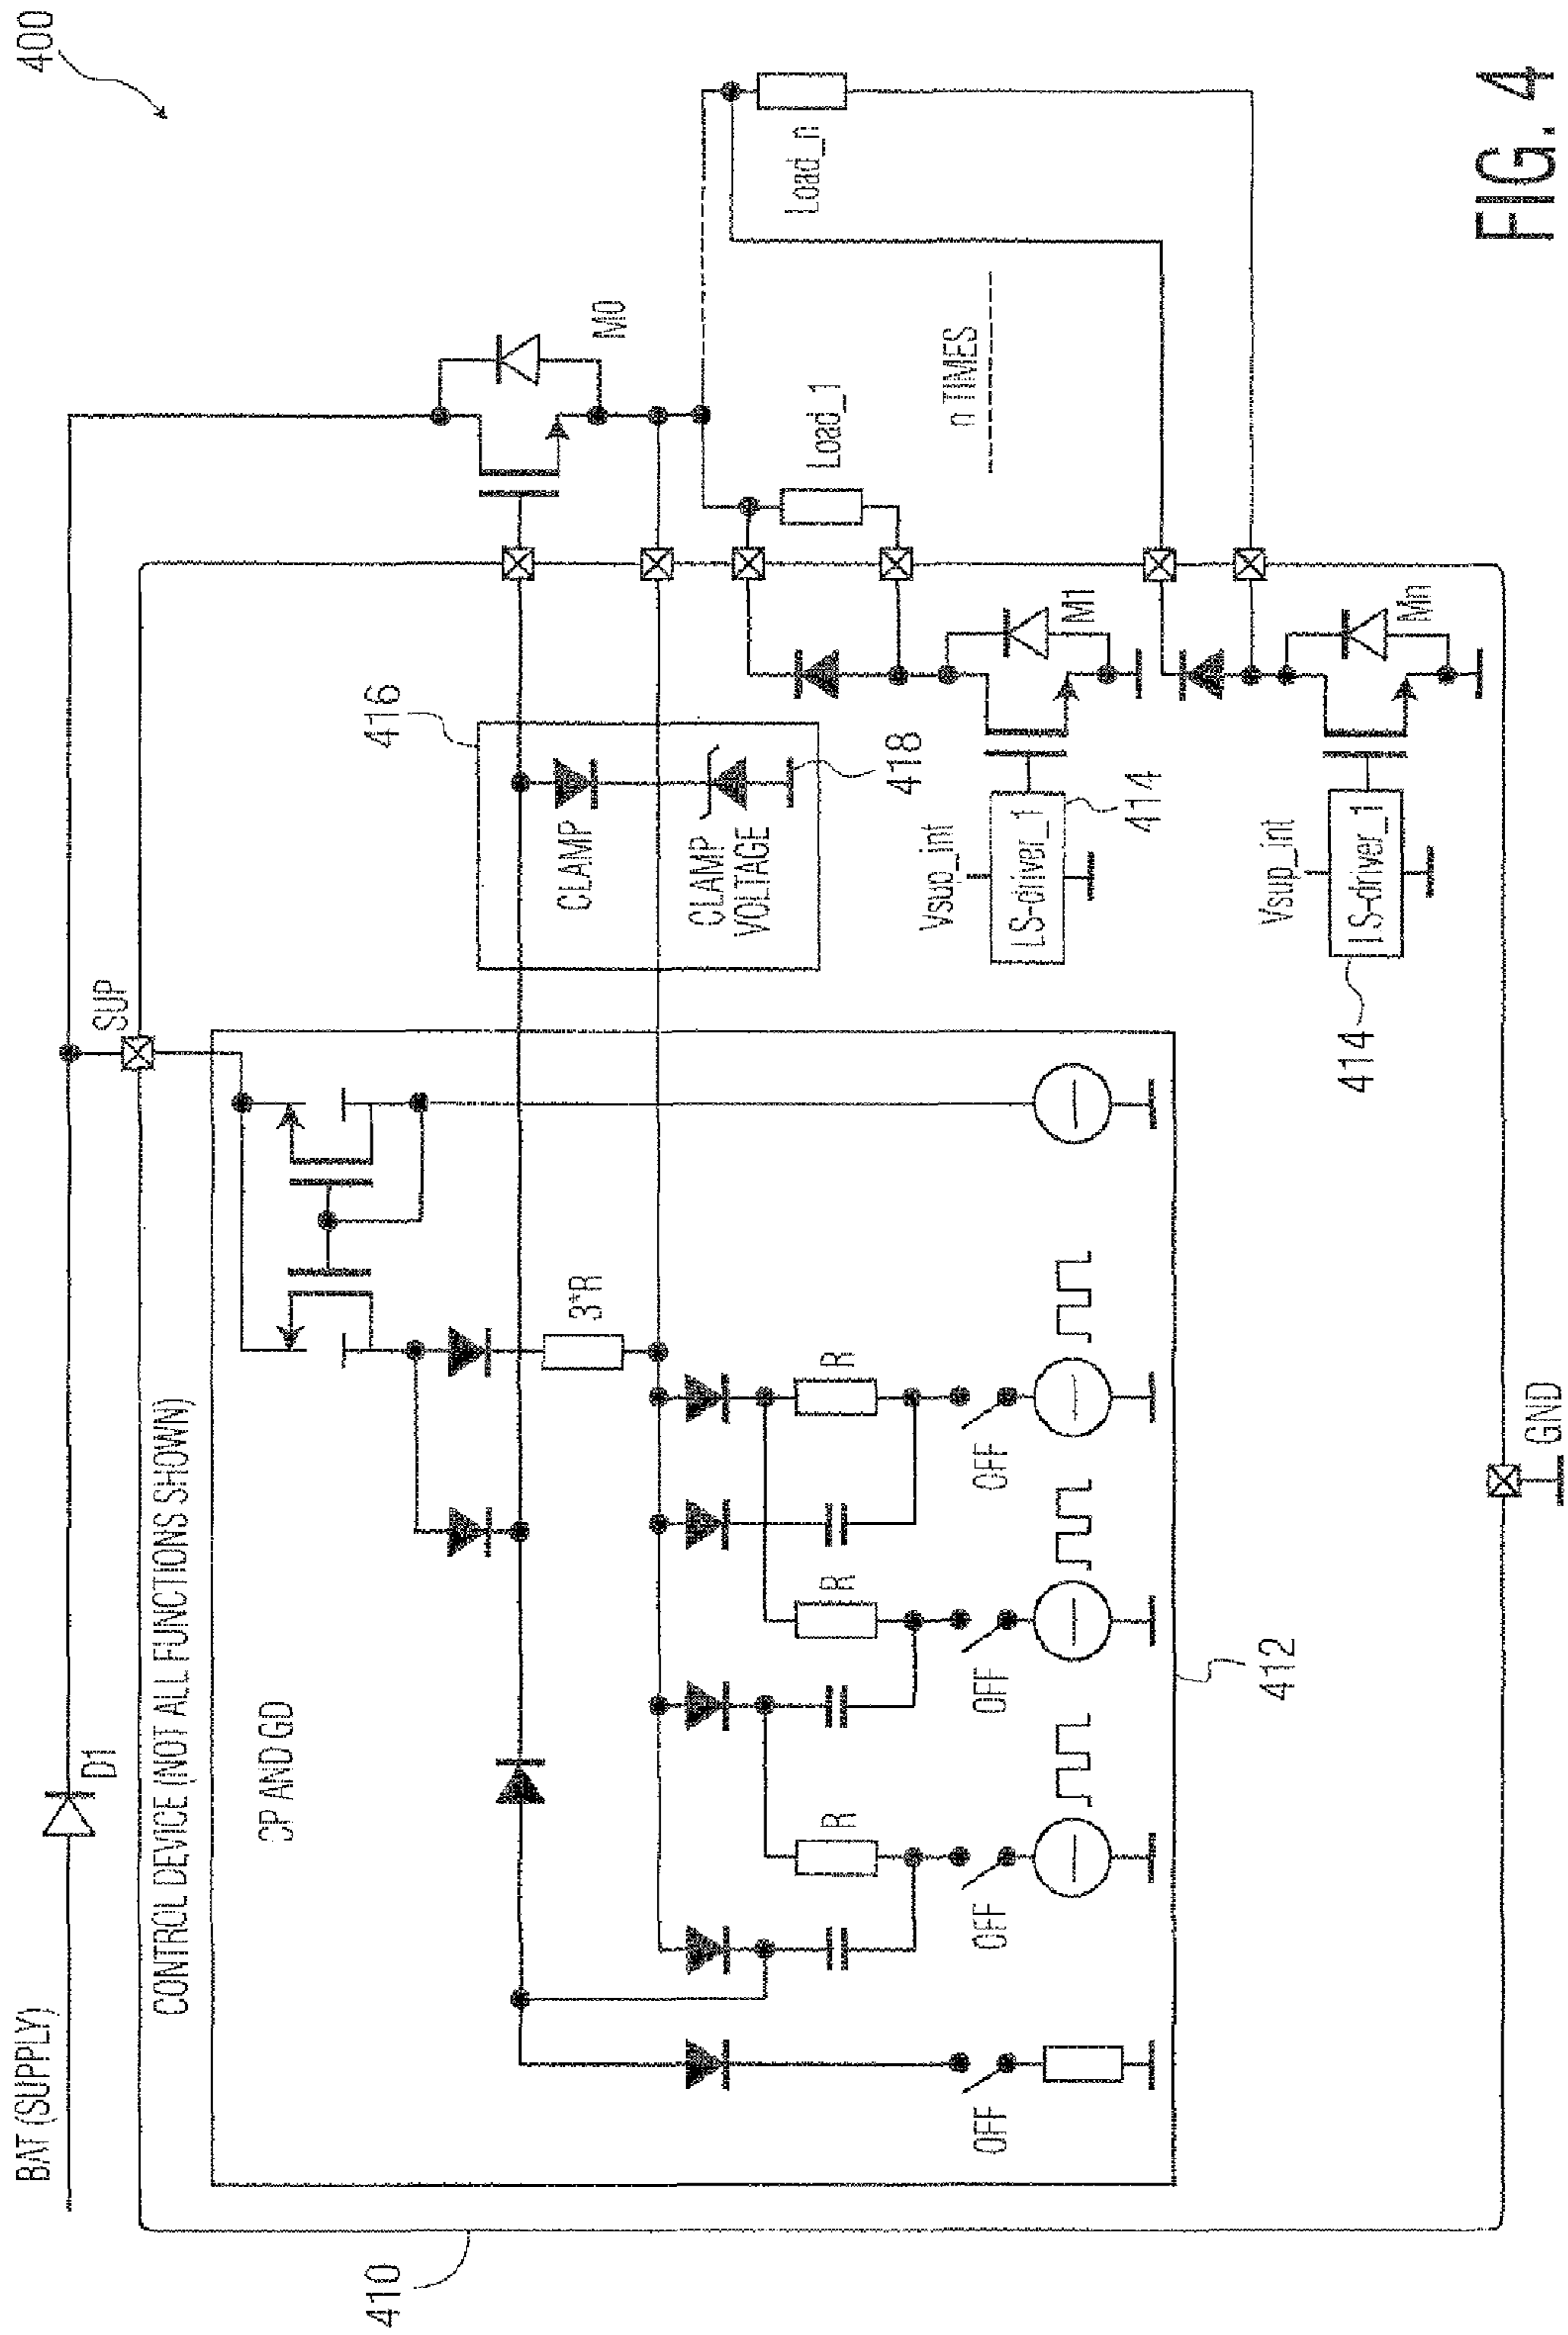 400
BAT (SUPPLY)
D1
SUP
CONTROL DEVICE (NOT ALL FUNCTIONS SHOWN)
410
CP AND GD
M0
416
CLAMP
CLAMP
VOLTAGE
418
3*R
R
R
R
OFF
OFF
OFF
OFF
412
Load_1
Load_n
n TIMES
M1
Vsup_int
LS-driver_1
414
Mn
Vsup_int
LS-driver_1
414
GND
FIG. 4